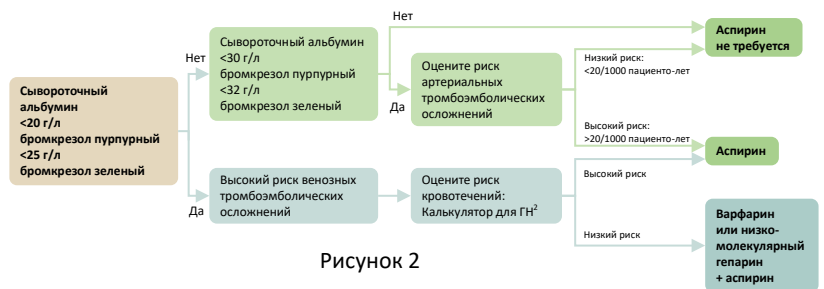 Сывороточный
альбумин
<20 г/л
бромкрезол пурпурный
<25 г/л
бромкрезол зеленый
Нет
Да
Сывороточный альбумин
<30 г/л
бромкрезол пурпурный
<32 г/л
бромкрезол зеленый
Нет
Да
Оцените риск
артериальных
тромбоэмболических
осложнений
Низкий риск:
<20/1000 пациенто-лет
Высокий риск:
>20/1000 пациенто-лет
Аспирин
не требуется
Аспирин
Высокий риск венозных
тромбоэмболических
осложнений
Оцените риск
кровотечений:
Калькулятор для ГН²
Высокий риск
Низкий риск
Варфарин
или низко-
молекулярный
гепарин
+ аспирин
Рисунок 2